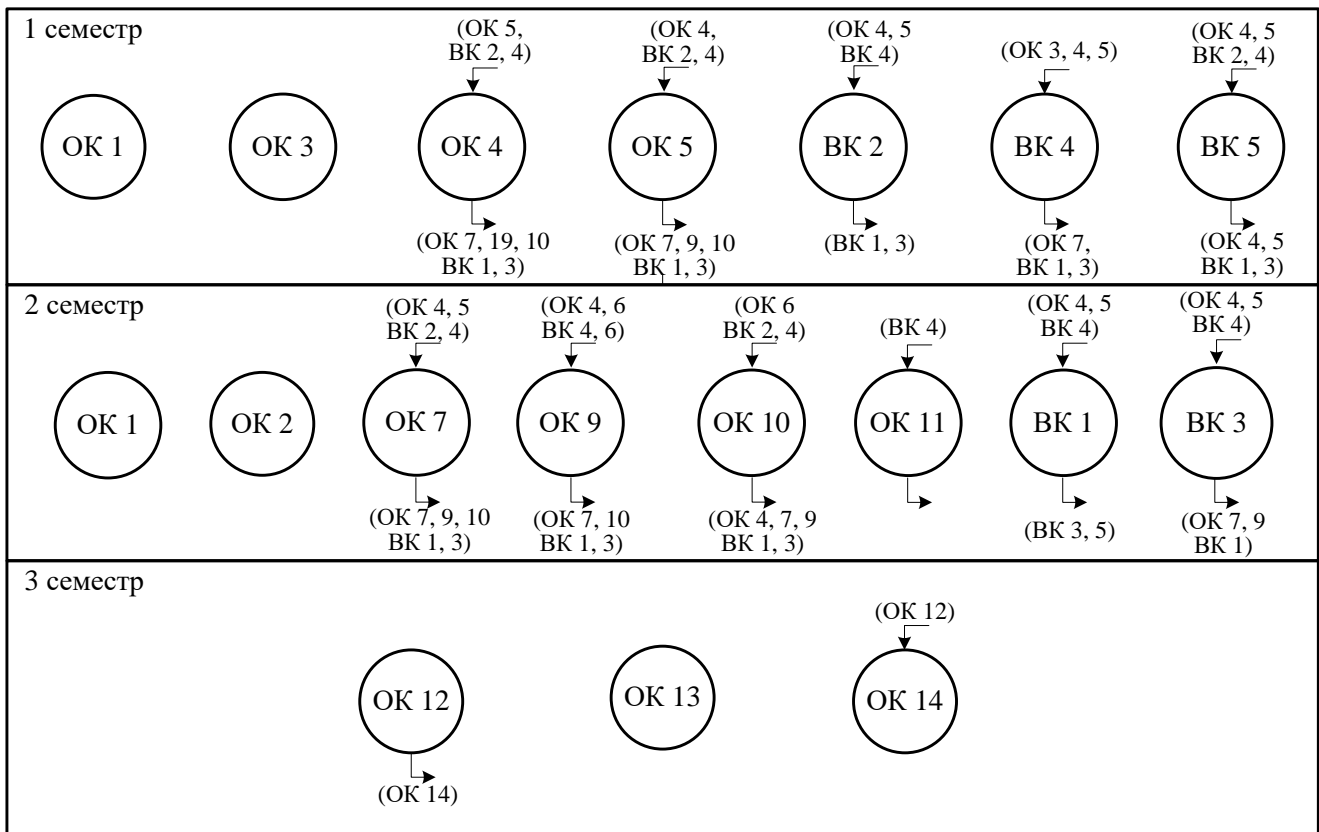 1 семестр
(ОК 5,
ВК 2, 4)
(ОК 4,
ВК 2, 4)
(ОК 4, 5
ВК 4)
(ОК 3, 4, 5)
(ОК 4, 5
ВК 2, 4)
ОК 1
ОК 3
ОК 4
ОК 5
ВК 2
ВК 4
ВК 5
(ОК 7, 19, 10
ВК 1, 3)
(ОК 7, 9, 10
ВК 1, 3)
(ВК 1, 3)
(ОК 7,
ВК 1, 3)
(ОК 4, 5
ВК 1, 3)
2 семестр
(ОК 4, 5
ВК 2, 4)
(ОК 4, 6
ВК 4, 6)
(ОК 6
ВК 2, 4)
(ВК 4)
(ОК 4, 5
ВК 4)
(ОК 4, 5
ВК 4)
ОК 1
ОК 2
ОК 7
ОК 9
ОК 10
ОК 11
ВК 1
ВК 3
(ОК 7, 9, 10
ВК 1, 3)
(ОК 7, 10
ВК 1, 3)
(ОК 4, 7, 9
ВК 1, 3)
(ВК 3, 5)
(ОК 7, 9
ВК 1)
3 семестр
(ОК 12)
ОК 12
ОК 13
ОК 14
(ОК 14)